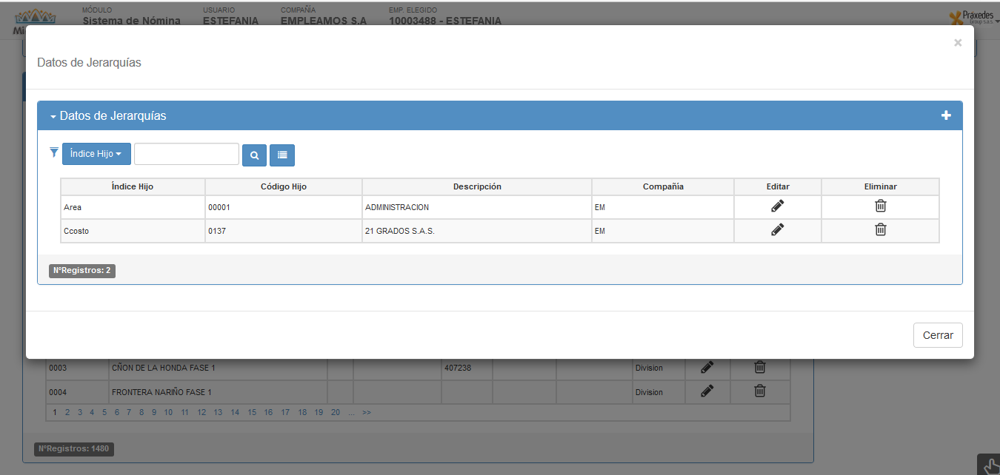 MÓDULO USUARIO COMPAÑÍA EMP. ELEGIDO
Sistema de Nómina ESTEFANIA EMPLEAMOS S.A 10003488 - ESTEFANIA
Práxedes
Group s.a.s.
Mi
×
Datos de Jerarquías
Datos de Jerarquías
Índice Hijo
Índice Hijo Código Hijo Descripción Compañía Editar Eliminar
Area 00001 ADMINISTRACION EM
Ccosto 0137 21 GRADOS S.A.S. EM
NºRegistros: 2
Cerrar
0003 CÑON DE LA HONDA FASE 1 407238 Division
0004 FRONTERA NARIÑO FASE 1 Division
1 2 3 4 5 6 7 8 9 10 11 12 13 14 15 16 17 18 19 20 ... >>
NºRegistros: 1480